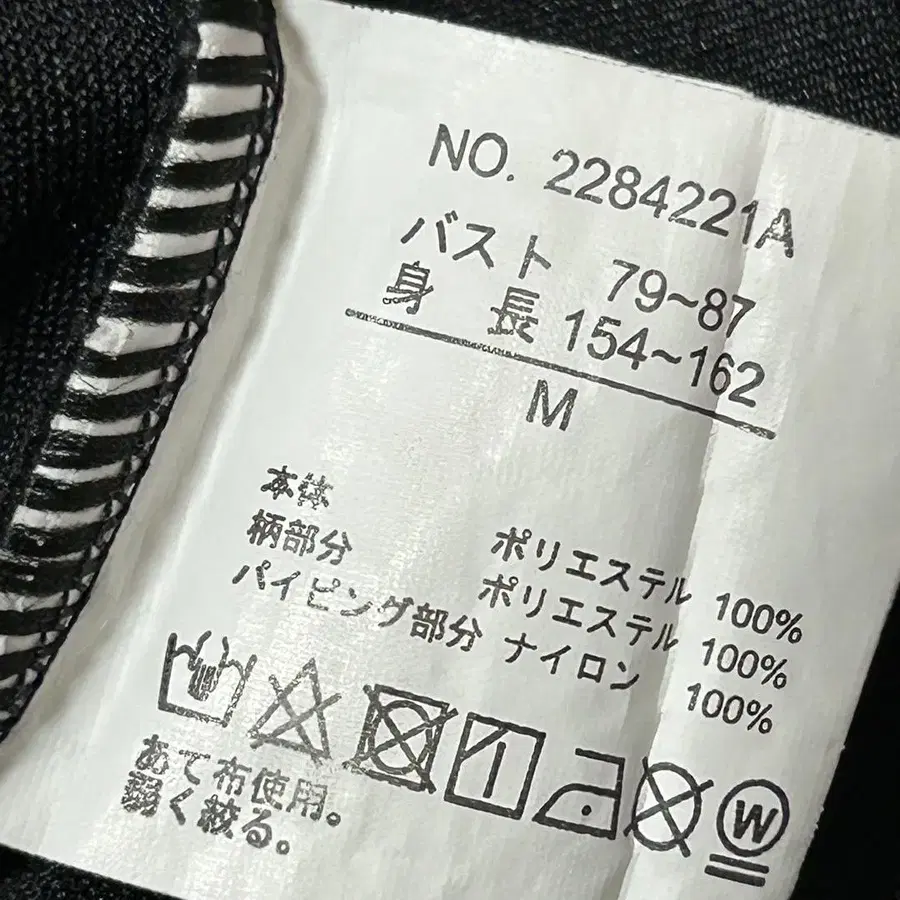 NO. 2284221A
バスト 79~87
身長 154~162
M
本体 ポリエステル 100%
柄部分 ポリエステル 100%
パイピング部分 ナイロン 100%
W
あて布使用。
弱く絞る。